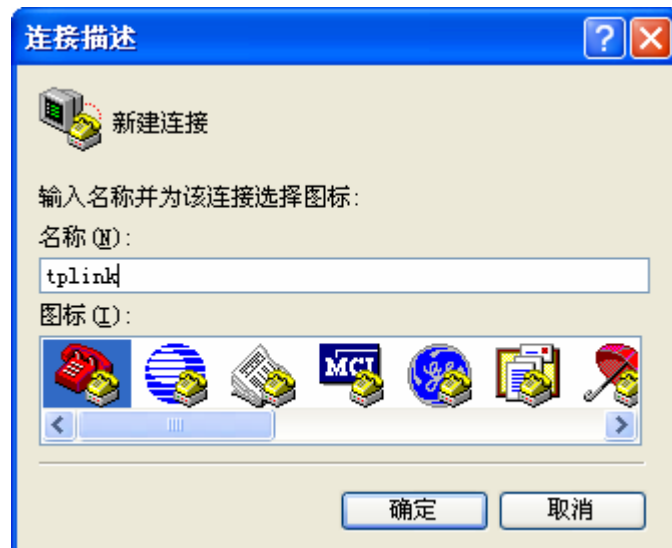 连接描述
新建连接
输入名称并为该连接选择图标:
名称(N):
tplink
图标(I):
MCI
确定 取消